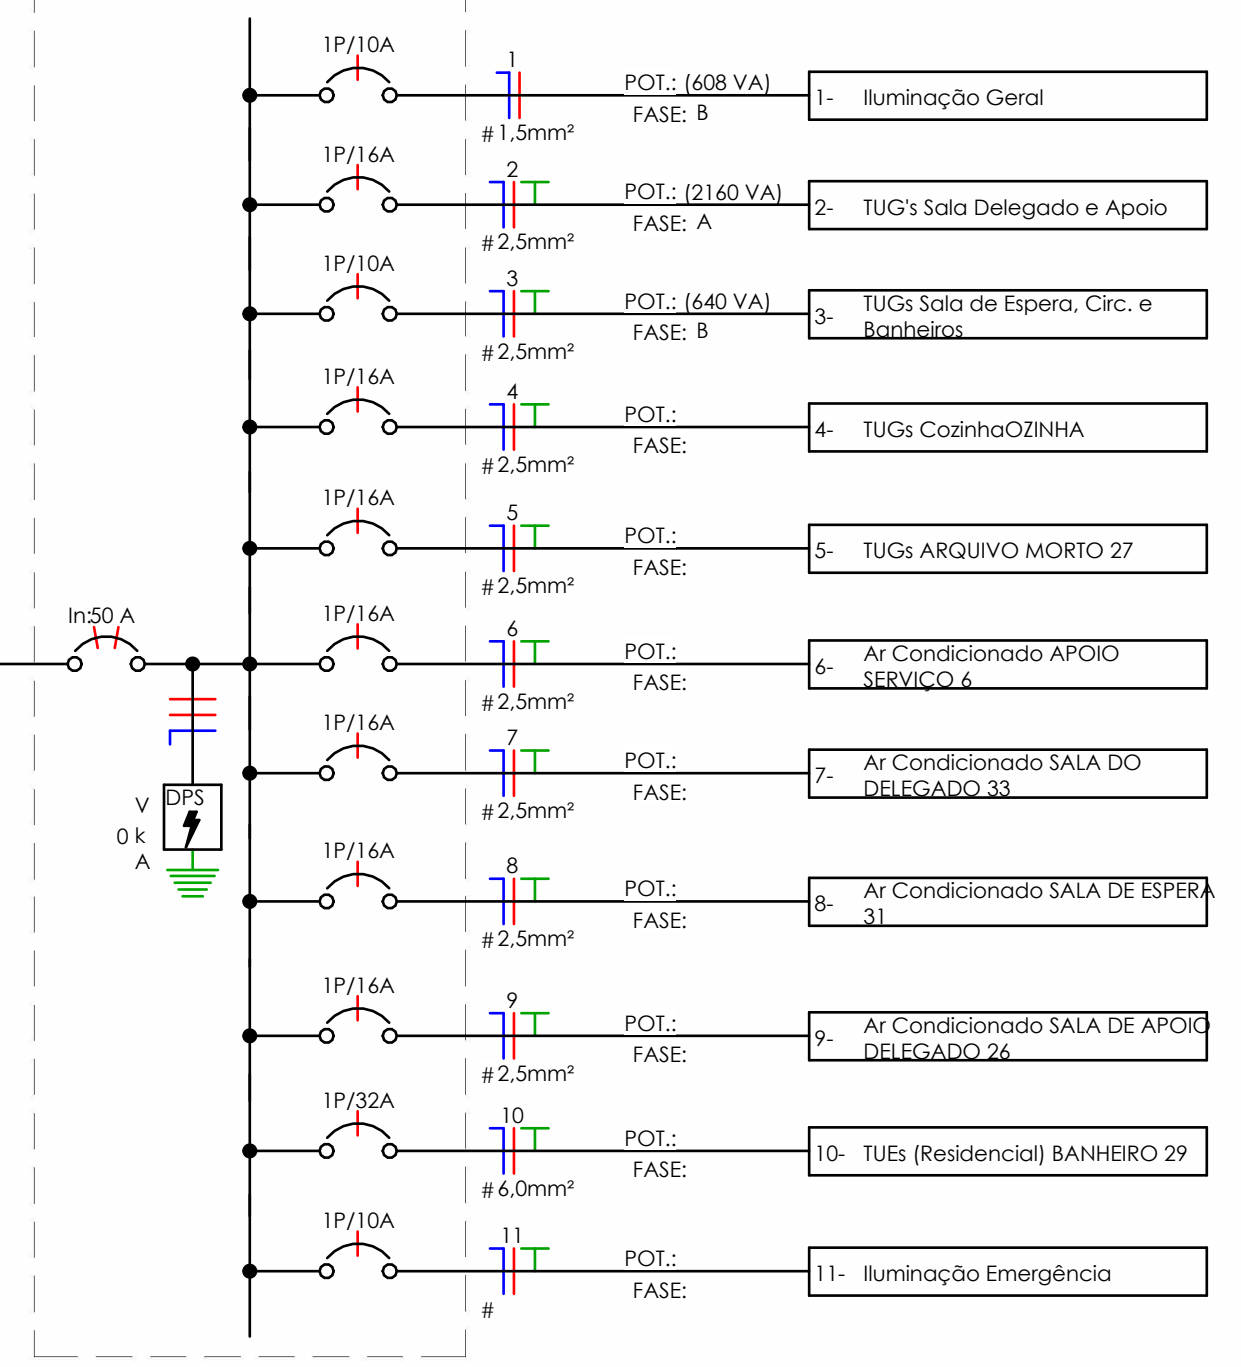 1P/10A
1
POT.: (608 VA)
FASE: B
#1,5mm²
1- Iluminação Geral
1P/16A
2
POT.: (2160 VA)
FASE: A
#2,5mm²
2- TUG's Sala Delegado e Apoio
1P/10A
3
POT.: (640 VA)
FASE: B
#2,5mm²
3- TUGs Sala de Espera, Circ. e
Banheiros
1P/16A
4
POT.:
FASE:
#2,5mm²
4- TUGs CozinhaOZINHA
1P/16A
5
POT.:
FASE:
#2,5mm²
5- TUGs ARQUIVO MORTO 27
In:50 A
1P/16A
6
POT.:
FASE:
#2,5mm²
6- Ar Condicionado APOIO
SERVIÇO 6
1P/16A
7
POT.:
FASE:
#2,5mm²
7- Ar Condicionado SALA DO
DELEGADO 33
DPS
V
0 k
A
1P/16A
8
POT.:
FASE:
#2,5mm²
8- Ar Condicionado SALA DE ESPERA
31
1P/16A
9
POT.:
FASE:
#2,5mm²
9- Ar Condicionado SALA DE APOIO
DELEGADO 26
1P/32A
10
POT.:
FASE:
#6,0mm²
10- TUEs (Residencial) BANHEIRO 29
1P/10A
11
POT.:
FASE:
#
11- Iluminação Emergência